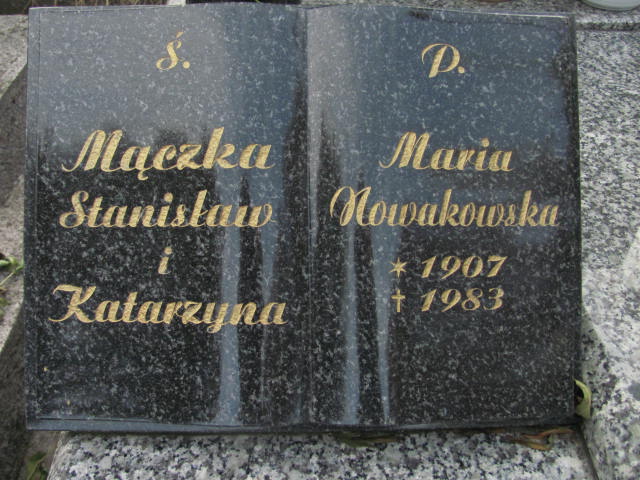 Ś.
Mączka
Stanisław
i
Katarzyna
P.
Maria
Nowakowska
* 1907
† 1983